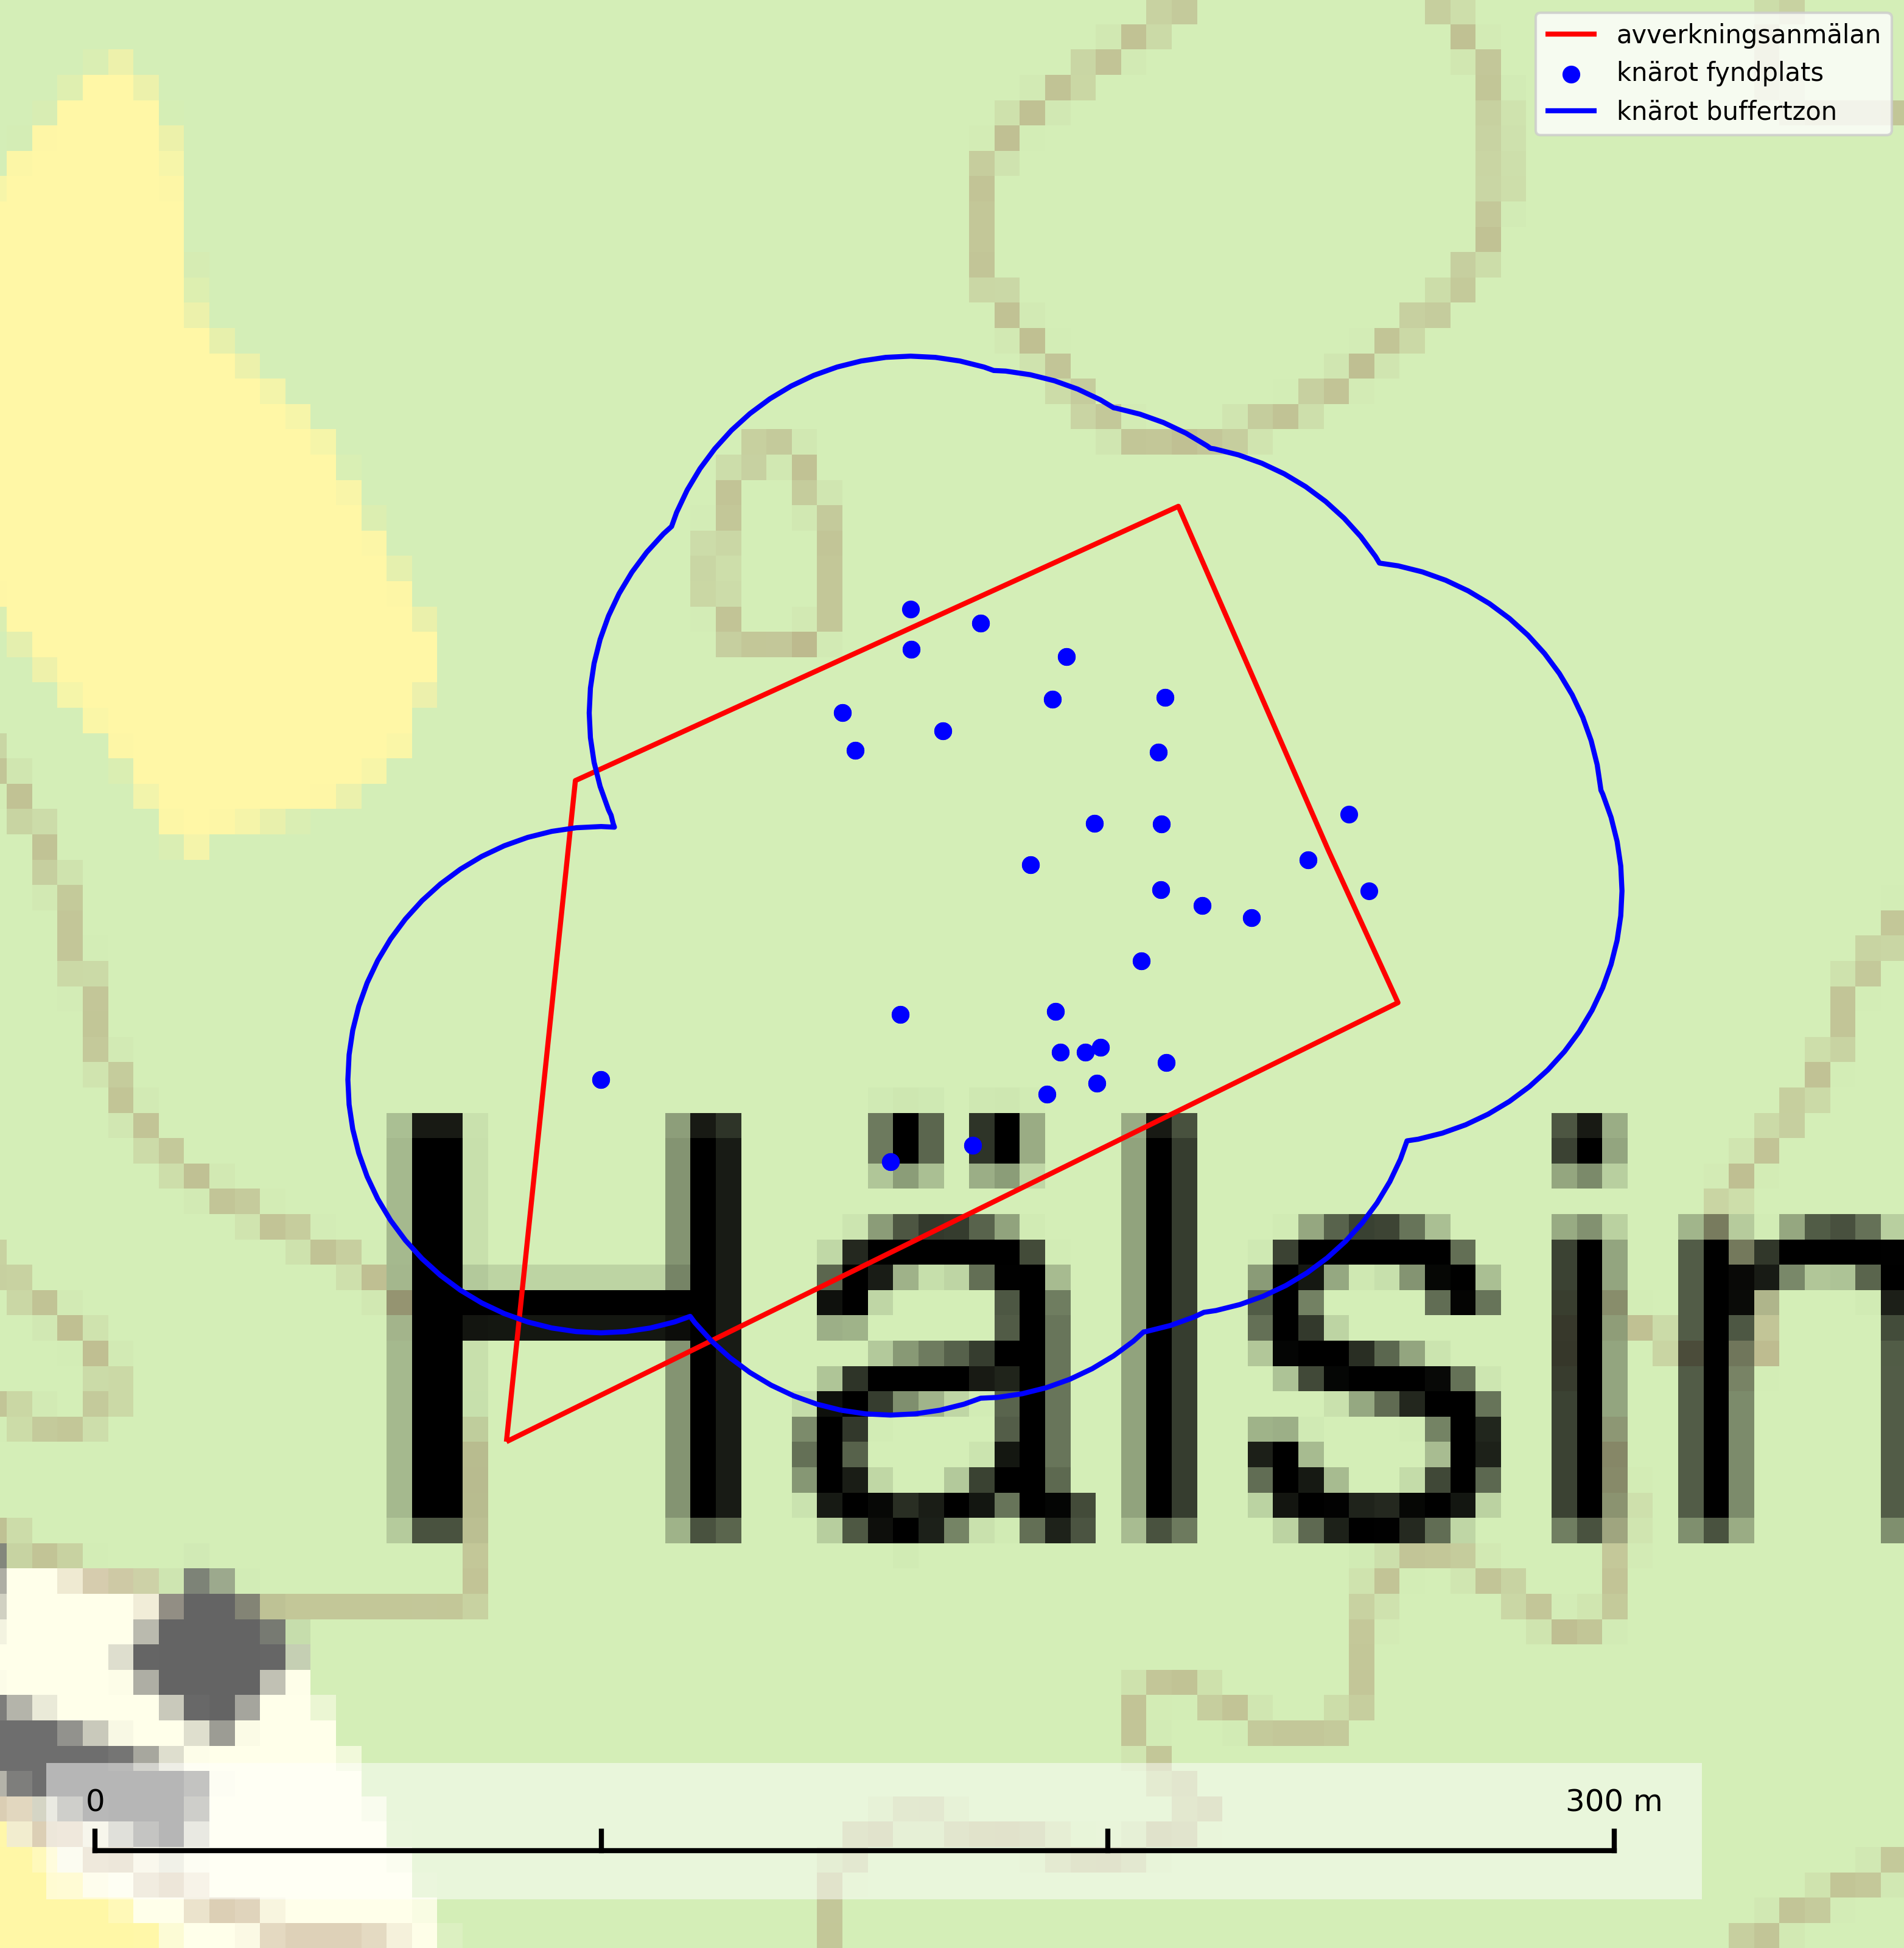 avverkningsanmälan
knärot fyndplats
knärot buffertzon
Hälsin
0 300 m